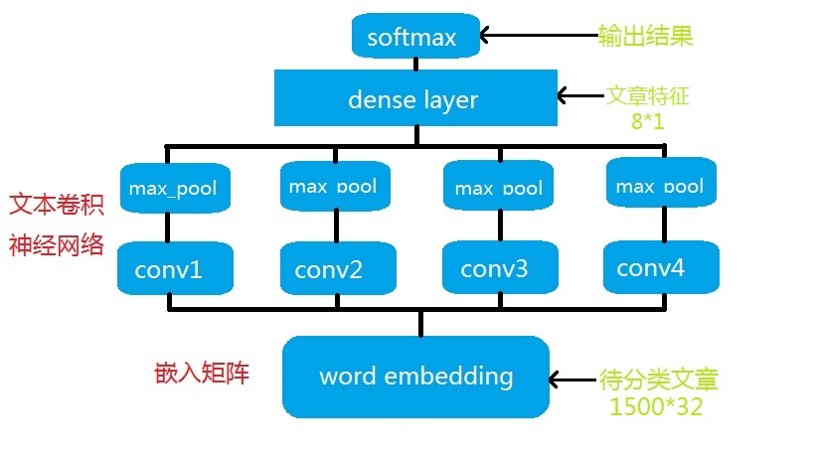 softmax
输出结果
dense layer
文章特征
8*1
max_pool
max_pool
max_pool
max_pool
文本卷积
神经网络
conv1
conv2
conv3
conv4
嵌入矩阵
word embedding
待分类文章
1500*32